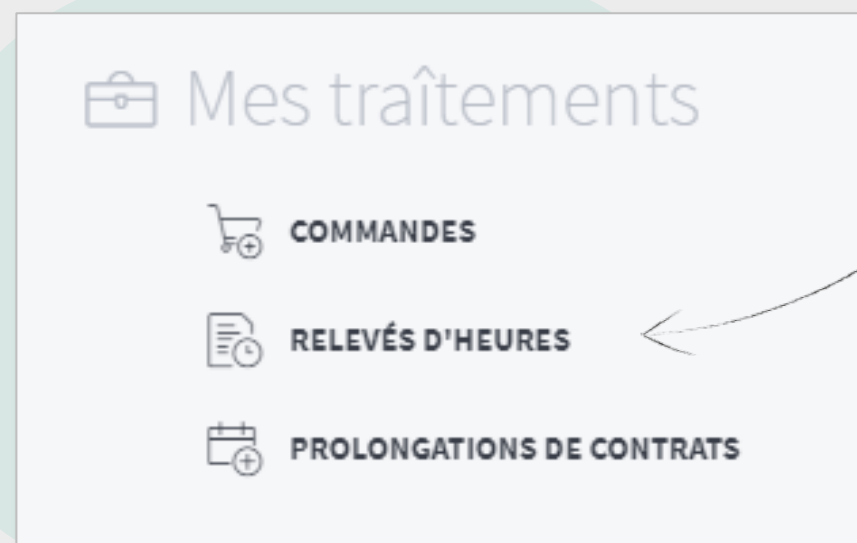 Mes traîtements
COMMANDES
RELEVÉS D'HEURES
PROLONGATIONS DE CONTRATS